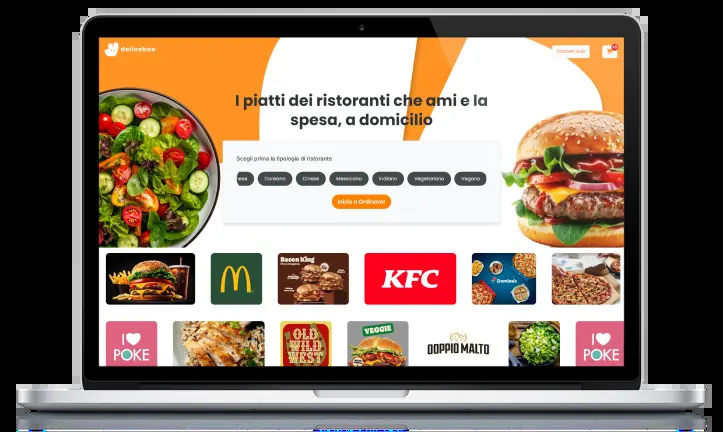 deliveboo
Partner Hub
I piatti dei ristoranti che ami e la
spesa, a domicilio
Scegli prima la tipologia di ristorante
Coreano
Cinese
Messicano
Indiano
Vegetariano
Vegano
Inizia a Ordinare!
Bacon King
KFC
Domino's
I
POKE
OLD
WILD
WEST
VEGGIE
DOPPIO MALTO
I
POKE